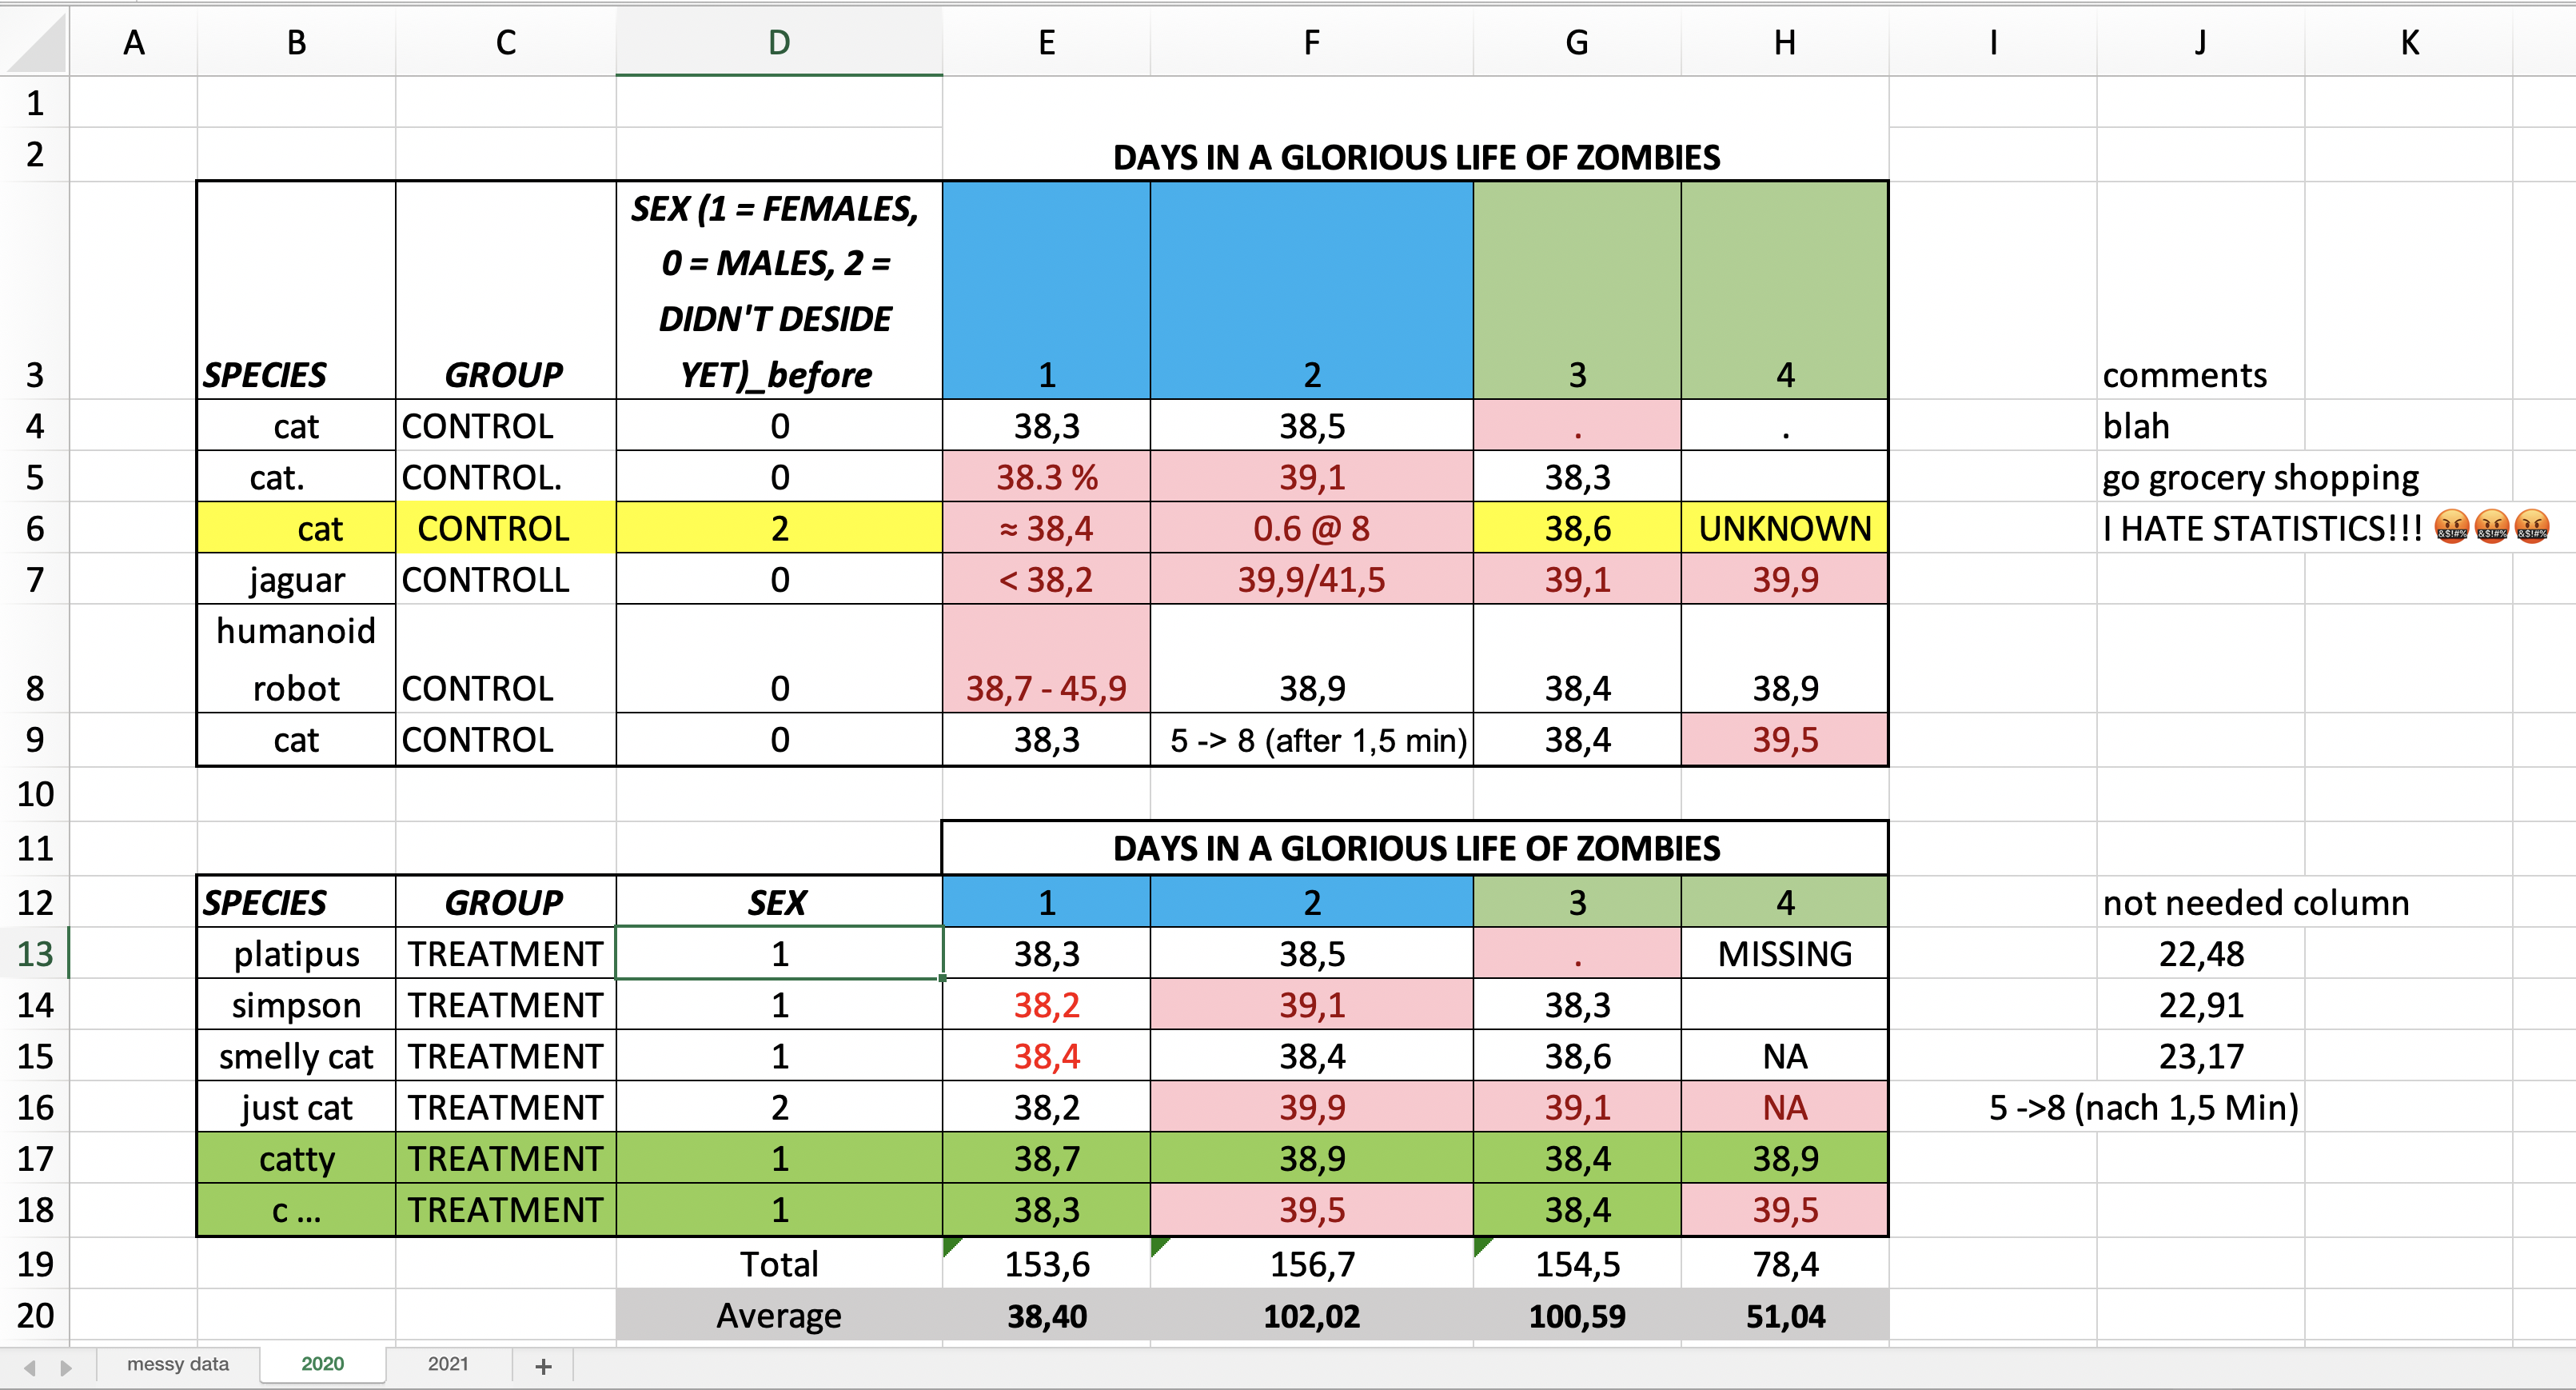 A B C D E F G H I J K
1
2 DAYS IN A GLORIOUS LIFE OF ZOMBIES
SEX (1 = FEMALES,
0 = MALES, 2 =
DIDN'T DESIDE
3 SPECIES GROUP YET)_before 1 2 3 4 comments
4 cat CONTROL 0 38,3 38,5 . . blah
5 cat. CONTROL. 0 38.3 % 39,1 38,3 go grocery shopping
6 cat CONTROL 2 ≈ 38,4 0.6 @ 8 38,6 UNKNOWN I HATE STATISTICS!!! 🤬🤬🤬
7 jaguar CONTROLL 0 < 38,2 39,9/41,5 39,1 39,9
humanoid
8 robot CONTROL 0 38,7 - 45,9 38,9 38,4 38,9
9 cat CONTROL 0 38,3 5 -> 8 (after 1,5 min) 38,4 39,5
10
11 DAYS IN A GLORIOUS LIFE OF ZOMBIES
12 SPECIES GROUP SEX 1 2 3 4 not needed column
13 platipus TREATMENT 1 38,3 38,5 . MISSING 22,48
14 simpson TREATMENT 1 38,2 39,1 38,3 22,91
15 smelly cat TREATMENT 1 38,4 38,4 38,6 NA 23,17
16 just cat TREATMENT 2 38,2 39,9 39,1 NA 5 ->8 (nach 1,5 Min)
17 catty TREATMENT 1 38,7 38,9 38,4 38,9
18 c ... TREATMENT 1 38,3 39,5 38,4 39,5
19 Total 153,6 156,7 154,5 78,4
20 Average 38,40 102,02 100,59 51,04
messy data 2020 2021 +